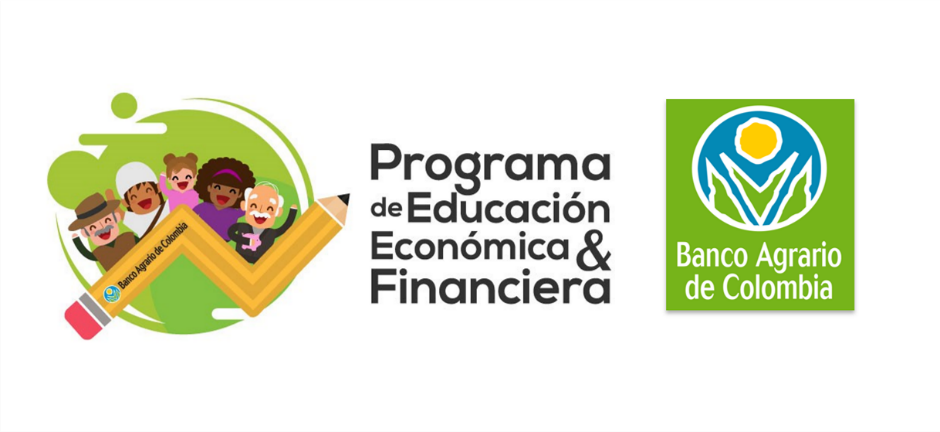 Banco Agrario de Colombia
Programa
de Educación
Económica &
Financiera
Banco Agrario
de Colombia